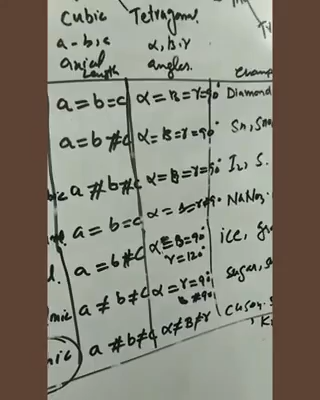 Cubic Tetragonal
a-b,c α,β,γ
axial Length angles.
a=b=c α=β=γ=90° Diamond
a=b≠c α=β=γ=90° Sn, SnO₂
a≠b≠c α=β=γ=90° I₂, S.
a=b=c α=β=γ≠90° NaNO₃.
a=b≠c α=β=90° ice,
γ=120°
a≠b≠c α=γ=90° sugar,
β≠90°
a≠b≠c α≠β≠γ CuSO₄.